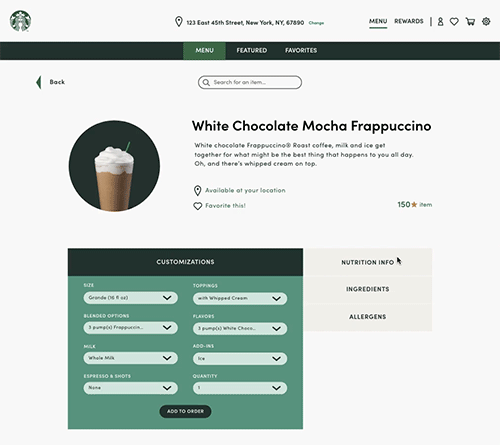 123 East 45th Street, New York, NY, 67890 Change
MENU REWARDS
MENU FEATURED FAVORITES
Back
Search for an item...
White Chocolate Mocha Frappuccino
White chocolate Frappuccino® Roast coffee, milk and ice get
together for what might be the best thing that happens to you all day.
Oh, and there's whipped cream on top.
Available at your location
Favorite this!
150★ item
CUSTOMIZATIONS
NUTRITION INFO
INGREDIENTS
ALLERGENS
SIZE
Grande (16 fl oz)
TOPPINGS
with Whipped Cream
BLENDED OPTIONS
3 pump(s) Frappuccin...
FLAVORS
3 pump(s) White Choco...
MILK
Whole Milk
ADD-INS
Ice
ESPRESSO & SHOTS
None
QUANTITY
1
ADD TO ORDER